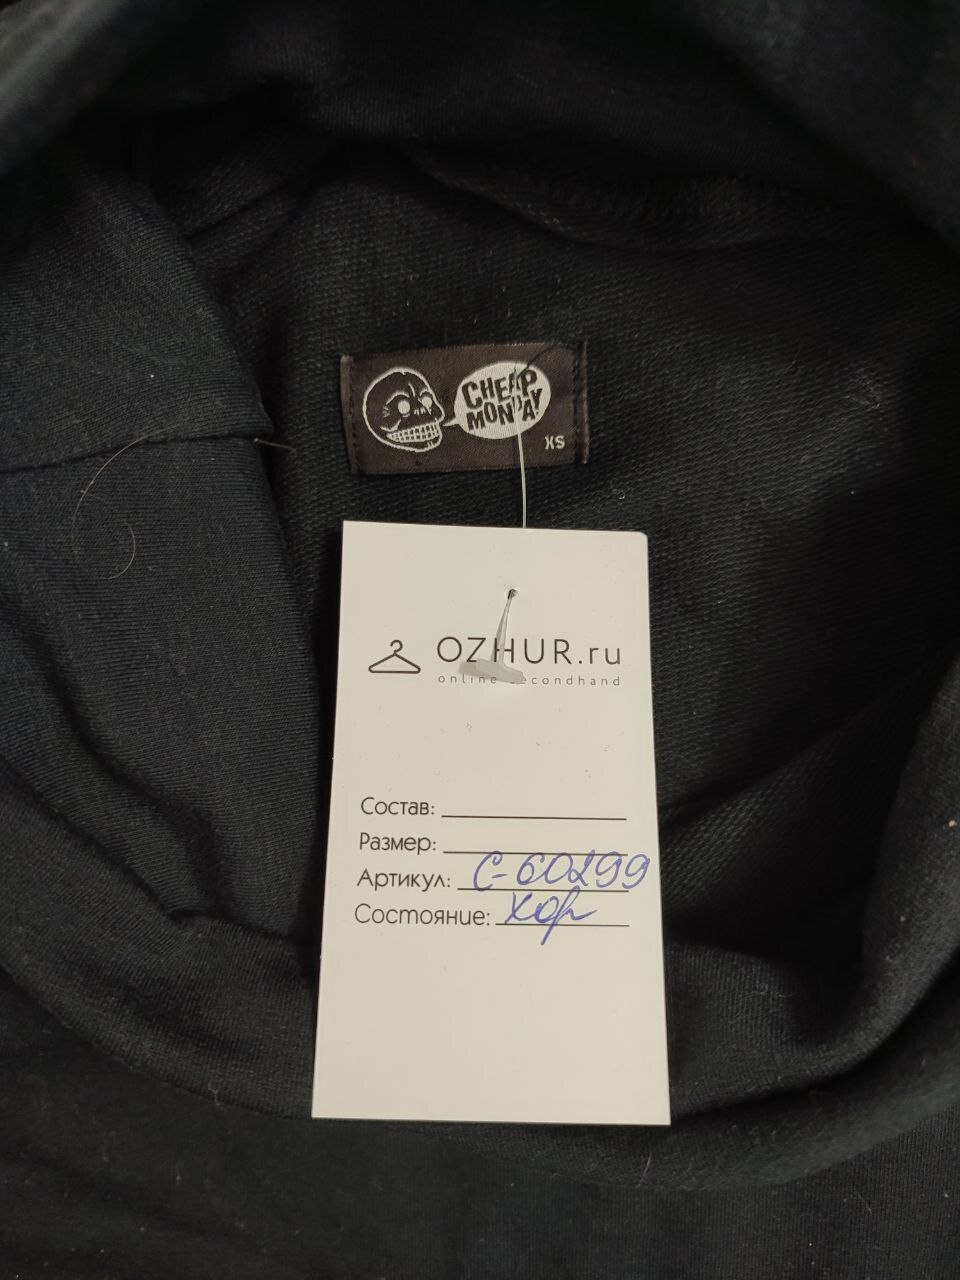 CHEAP
MONDAY
XS
OZHUR.ru
online secondhand
Состав:
Размер:
Артикул: С-60299
Состояние: Хор